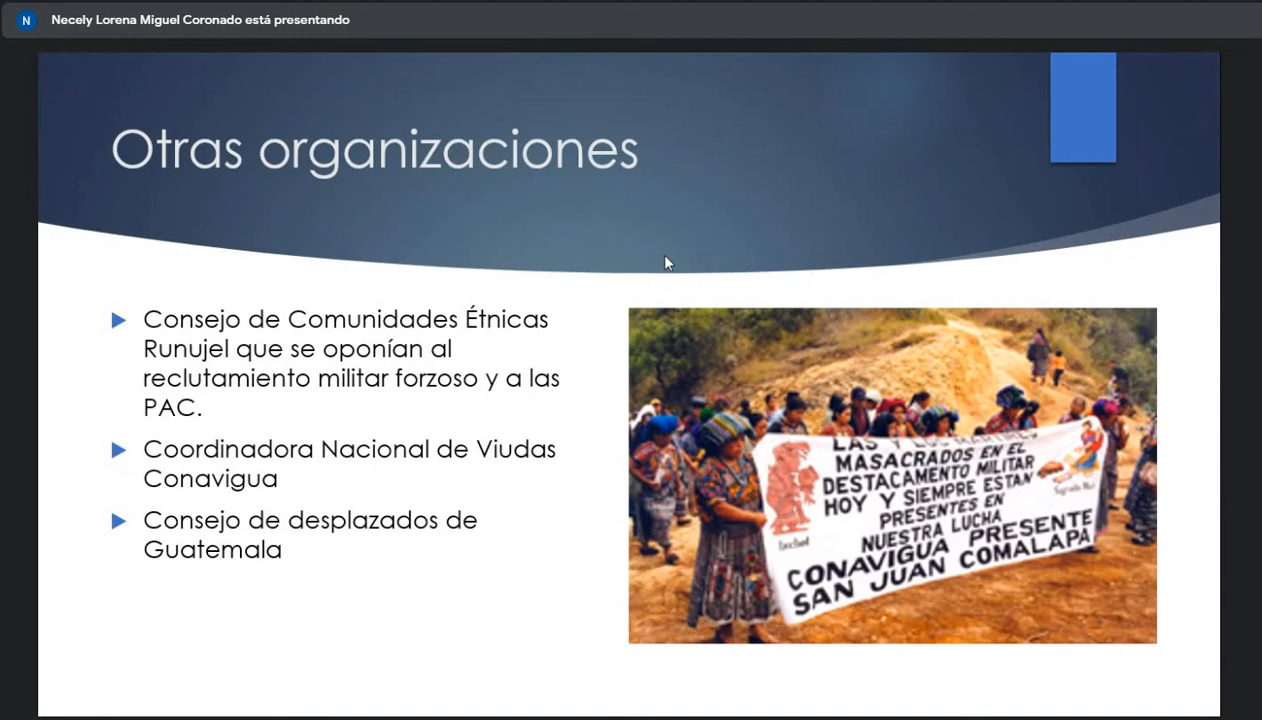 N Necely Lorena Miguel Coronado está presentando
Otras organizaciones
Consejo de Comunidades Étnicas
Runujel que se oponían al
reclutamiento militar forzoso y a las
PAC.
Coordinadora Nacional de Viudas
Conavigua
Consejo de desplazados de
Guatemala
LAS Y LOS MARTIRES
MASACRADOS EN EL
DESTACAMENTO MILITAR
HOY Y SIEMPRE ESTAN
PRESENTES EN
NUESTRA LUCHA
CONAVIGUA PRESENTE
SAN JUAN COMALAPA